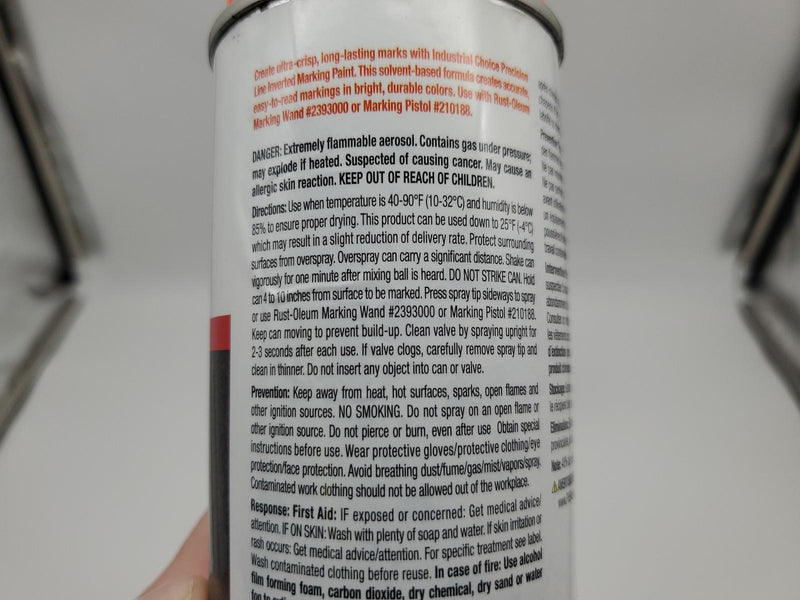 Create ultra-crisp, long-lasting marks with Industrial Choice Precision
Line Inverted Marking Paint. This solvent-based formula creates accurate,
easy-to-read markings in bright, durable colors. Use with Rust-Oleum
Marking Wand #2393000 or Marking Pistol #210188.
DANGER: Extremely flammable aerosol. Contains gas under pressure;
may explode if heated. Suspected of causing cancer. May cause an
allergic skin reaction. KEEP OUT OF REACH OF CHILDREN.
Directions: Use when temperature is 40-90°F (10-32°C) and humidity is below
85% to ensure proper drying. This product can be used down to 25°F (-4°C)
which may result in a slight reduction of delivery rate. Protect surrounding
surfaces from overspray. Overspray can carry a significant distance. Shake can
vigorously for one minute after mixing ball is heard. DO NOT STRIKE CAN. Hold
can 4 to 10 inches from surface to be marked. Press spray tip sideways to spray
or use Rust-Oleum Marking Wand #2393000 or Marking Pistol #210188.
Keep can moving to prevent build-up. Clean valve by spraying upright for
2-3 seconds after each use. If valve clogs, carefully remove spray tip and
clean in thinner. Do not insert any object into can or valve.
Prevention: Keep away from heat, hot surfaces, sparks, open flames and
other ignition sources. NO SMOKING. Do not spray on an open flame or
other ignition source. Do not pierce or burn, even after use Obtain special
instructions before use. Wear protective gloves/protective clothing/eye
protection/face protection. Avoid breathing dust/fume/gas/mist/vapors/spray.
Contaminated work clothing should not be allowed out of the workplace.
Response: First Aid: IF exposed or concerned: Get medical advice/
attention. IF ON SKIN: Wash with plenty of soap and water. If skin irritation or
rash occurs: Get medical advice/attention. For specific treatment see label.
Wash contaminated clothing before reuse. In case of fire: Use alcohol
film forming foam, carbon dioxide, dry chemical, dry sand or water
fog to